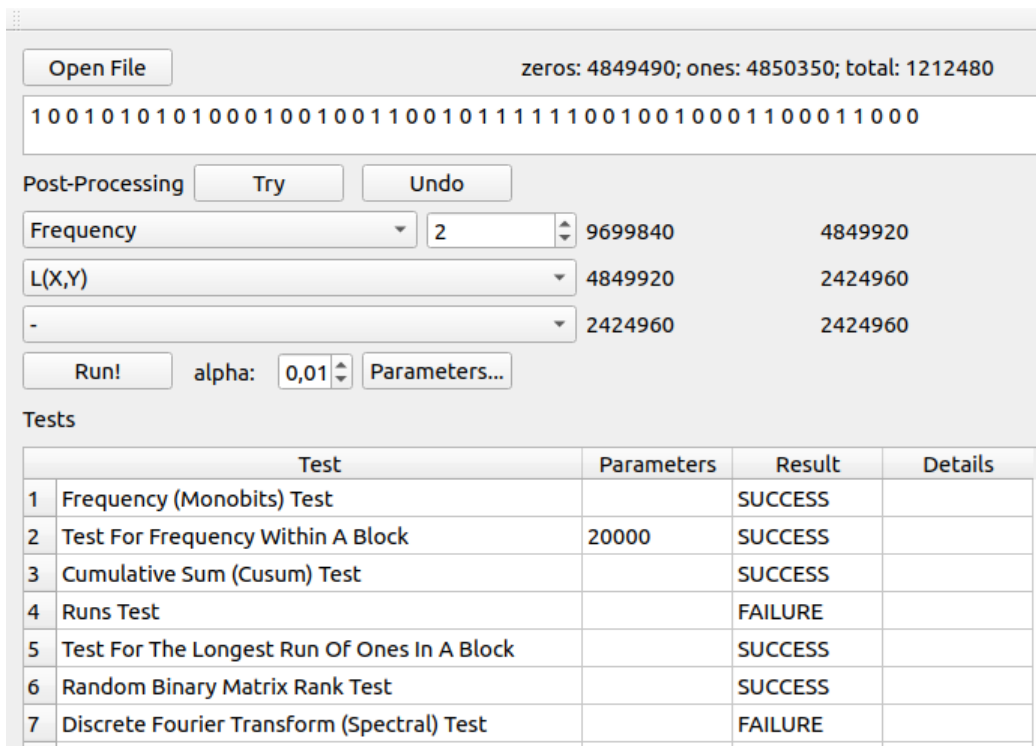 Open File zeros: 4849490; ones: 4850350; total: 1212480
1 0 0 1 0 1 0 1 0 1 0 0 0 1 0 0 1 0 0 1 1 0 0 1 0 1 1 1 1 1 1 0 0 1 0 0 1 0 0 0 1 1 0 0 0 1 1 0 0 0
Post-Processing Try Undo
Frequency 2 9699840 4849920
L(X,Y) 4849920 2424960
- 2424960 2424960
Run! alpha: 0,01 Parameters...
Tests
Test Parameters Result Details
1 Frequency (Monobits) Test SUCCESS
2 Test For Frequency Within A Block 20000 SUCCESS
3 Cumulative Sum (Cusum) Test SUCCESS
4 Runs Test FAILURE
5 Test For The Longest Run Of Ones In A Block SUCCESS
6 Random Binary Matrix Rank Test SUCCESS
7 Discrete Fourier Transform (Spectral) Test FAILURE